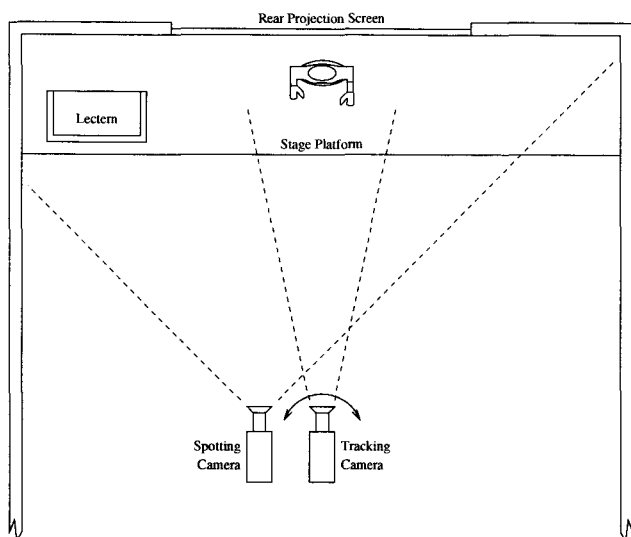 Rear Projection Screen
Lectern
Stage Platform
Spotting
Camera
Tracking
Camera